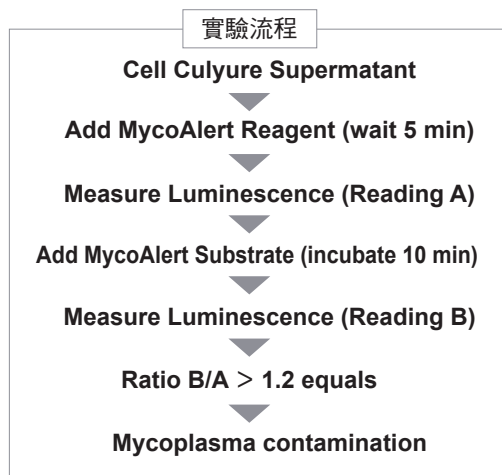 實驗流程
Cell Culyure Supermatant
Add MycoAlert Reagent (wait 5 min)
Measure Luminescence (Reading A)
Add MycoAlert Substrate (incubate 10 min)
Measure Luminescence (Reading B)
Ratio B/A > 1.2 equals
Mycoplasma contamination